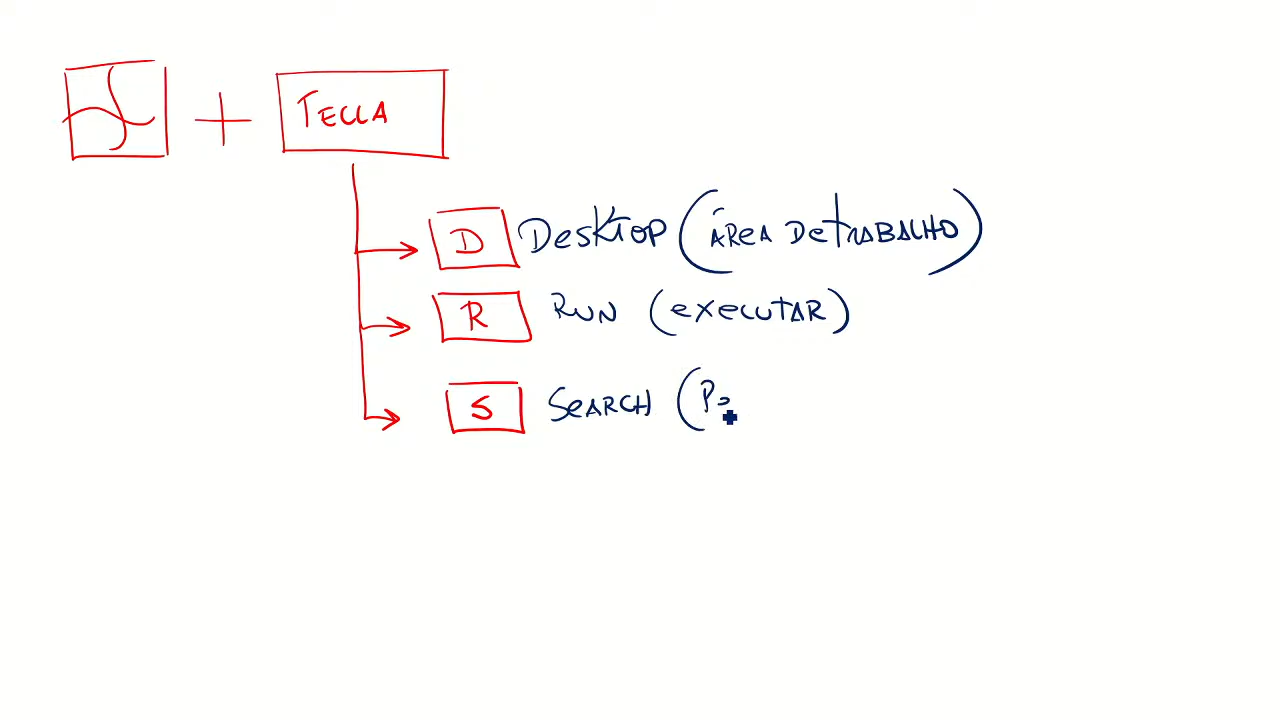 + TECLA
D DESKTOP (ÁREA DE TRABALHO)
R RUN (EXECUTAR)
S SEARCH (P